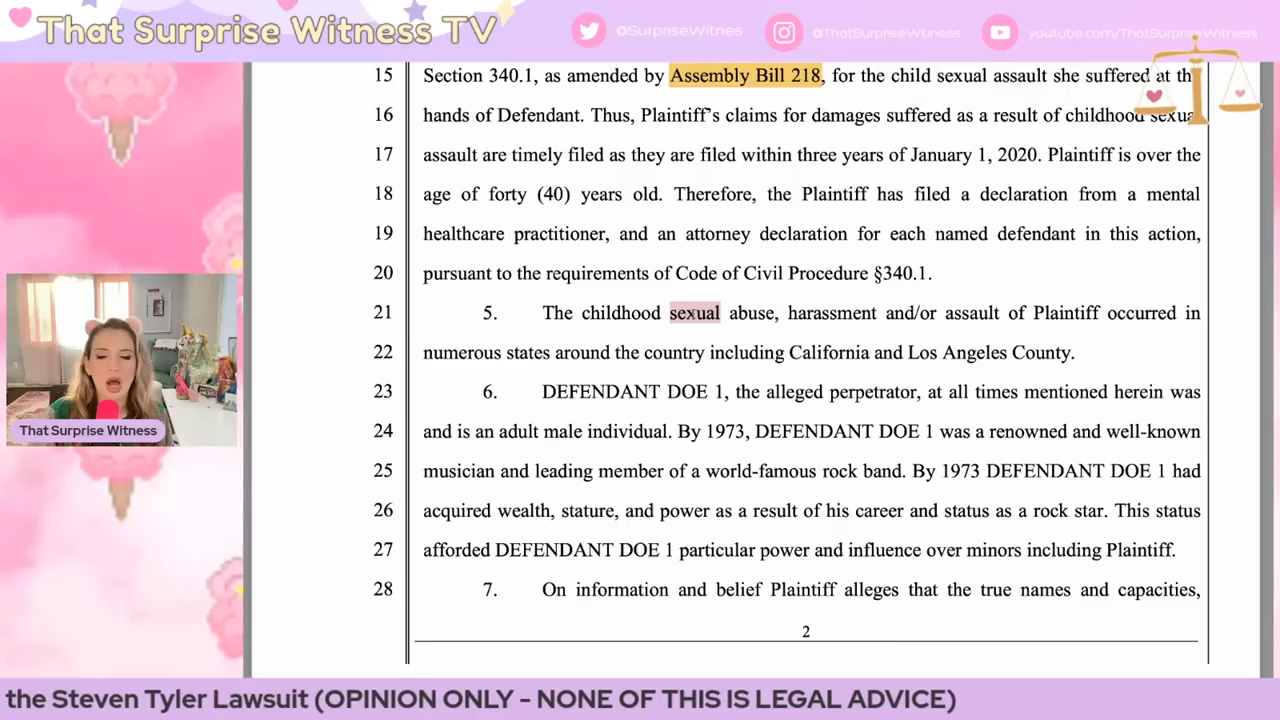 That Surprise Witness TV
@SurpriseWitnes
@ThatSurpriseWitness
youtube.com/ThatSurpriseWitness
15 Section 340.1, as amended by Assembly Bill 218, for the child sexual assault she suffered at the
16 hands of Defendant. Thus, Plaintiff's claims for damages suffered as a result of childhood sexual
17 assault are timely filed as they are filed within three years of January 1, 2020. Plaintiff is over the
18 age of forty (40) years old. Therefore, the Plaintiff has filed a declaration from a mental
19 healthcare practitioner, and an attorney declaration for each named defendant in this action,
20 pursuant to the requirements of Code of Civil Procedure §340.1.
21 5. The childhood sexual abuse, harassment and/or assault of Plaintiff occurred in
22 numerous states around the country including California and Los Angeles County.
23 6. DEFENDANT DOE 1, the alleged perpetrator, at all times mentioned herein was
24 and is an adult male individual. By 1973, DEFENDANT DOE 1 was a renowned and well-known
25 musician and leading member of a world-famous rock band. By 1973 DEFENDANT DOE 1 had
26 acquired wealth, stature, and power as a result of his career and status as a rock star. This status
27 afforded DEFENDANT DOE 1 particular power and influence over minors including Plaintiff.
28 7. On information and belief Plaintiff alleges that the true names and capacities,
2
That Surprise Witness
the Steven Tyler Lawsuit (OPINION ONLY - NONE OF THIS IS LEGAL ADVICE)